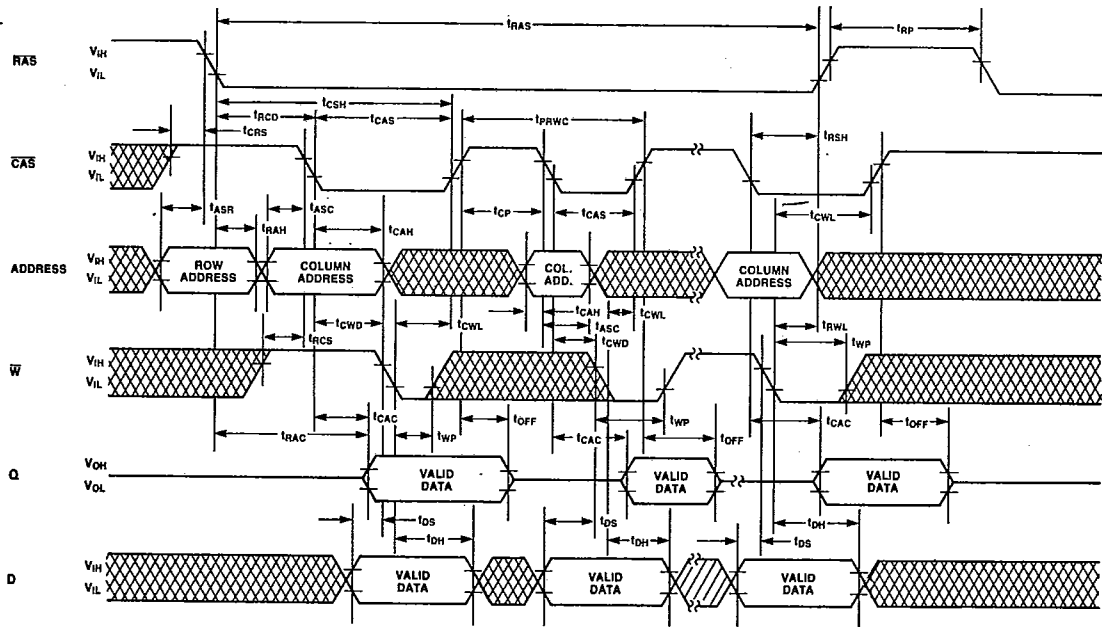 tRAS
tRP
RAS
VIH
VIL
tCSH
tRCD
tCAS
tPRWC
tCRS
tRSH
CAS
VIH
VIL
tASR
tASC
tCP
tCAS
tCWL
tRAH
tCAH
ADDRESS
VIH
VIL
ROW
ADDRESS
COLUMN
ADDRESS
COL.
ADD.
COLUMN
ADDRESS
tCWD
tCWL
tCAH
tCWL
tASC
tRWL
tRCS
tCWD
tWP
W
VIH
VIL
tCAC
tOFF
tRAC
tWP
tCAC
tWP
tOFF
tCAC
tOFF
Q
VOH
VOL
VALID
DATA
VALID
DATA
VALID
DATA
tDS
tDH
tDS
tDH
tDH
tDS
D
VIH
VIL
VALID
DATA
VALID
DATA
VALID
DATA